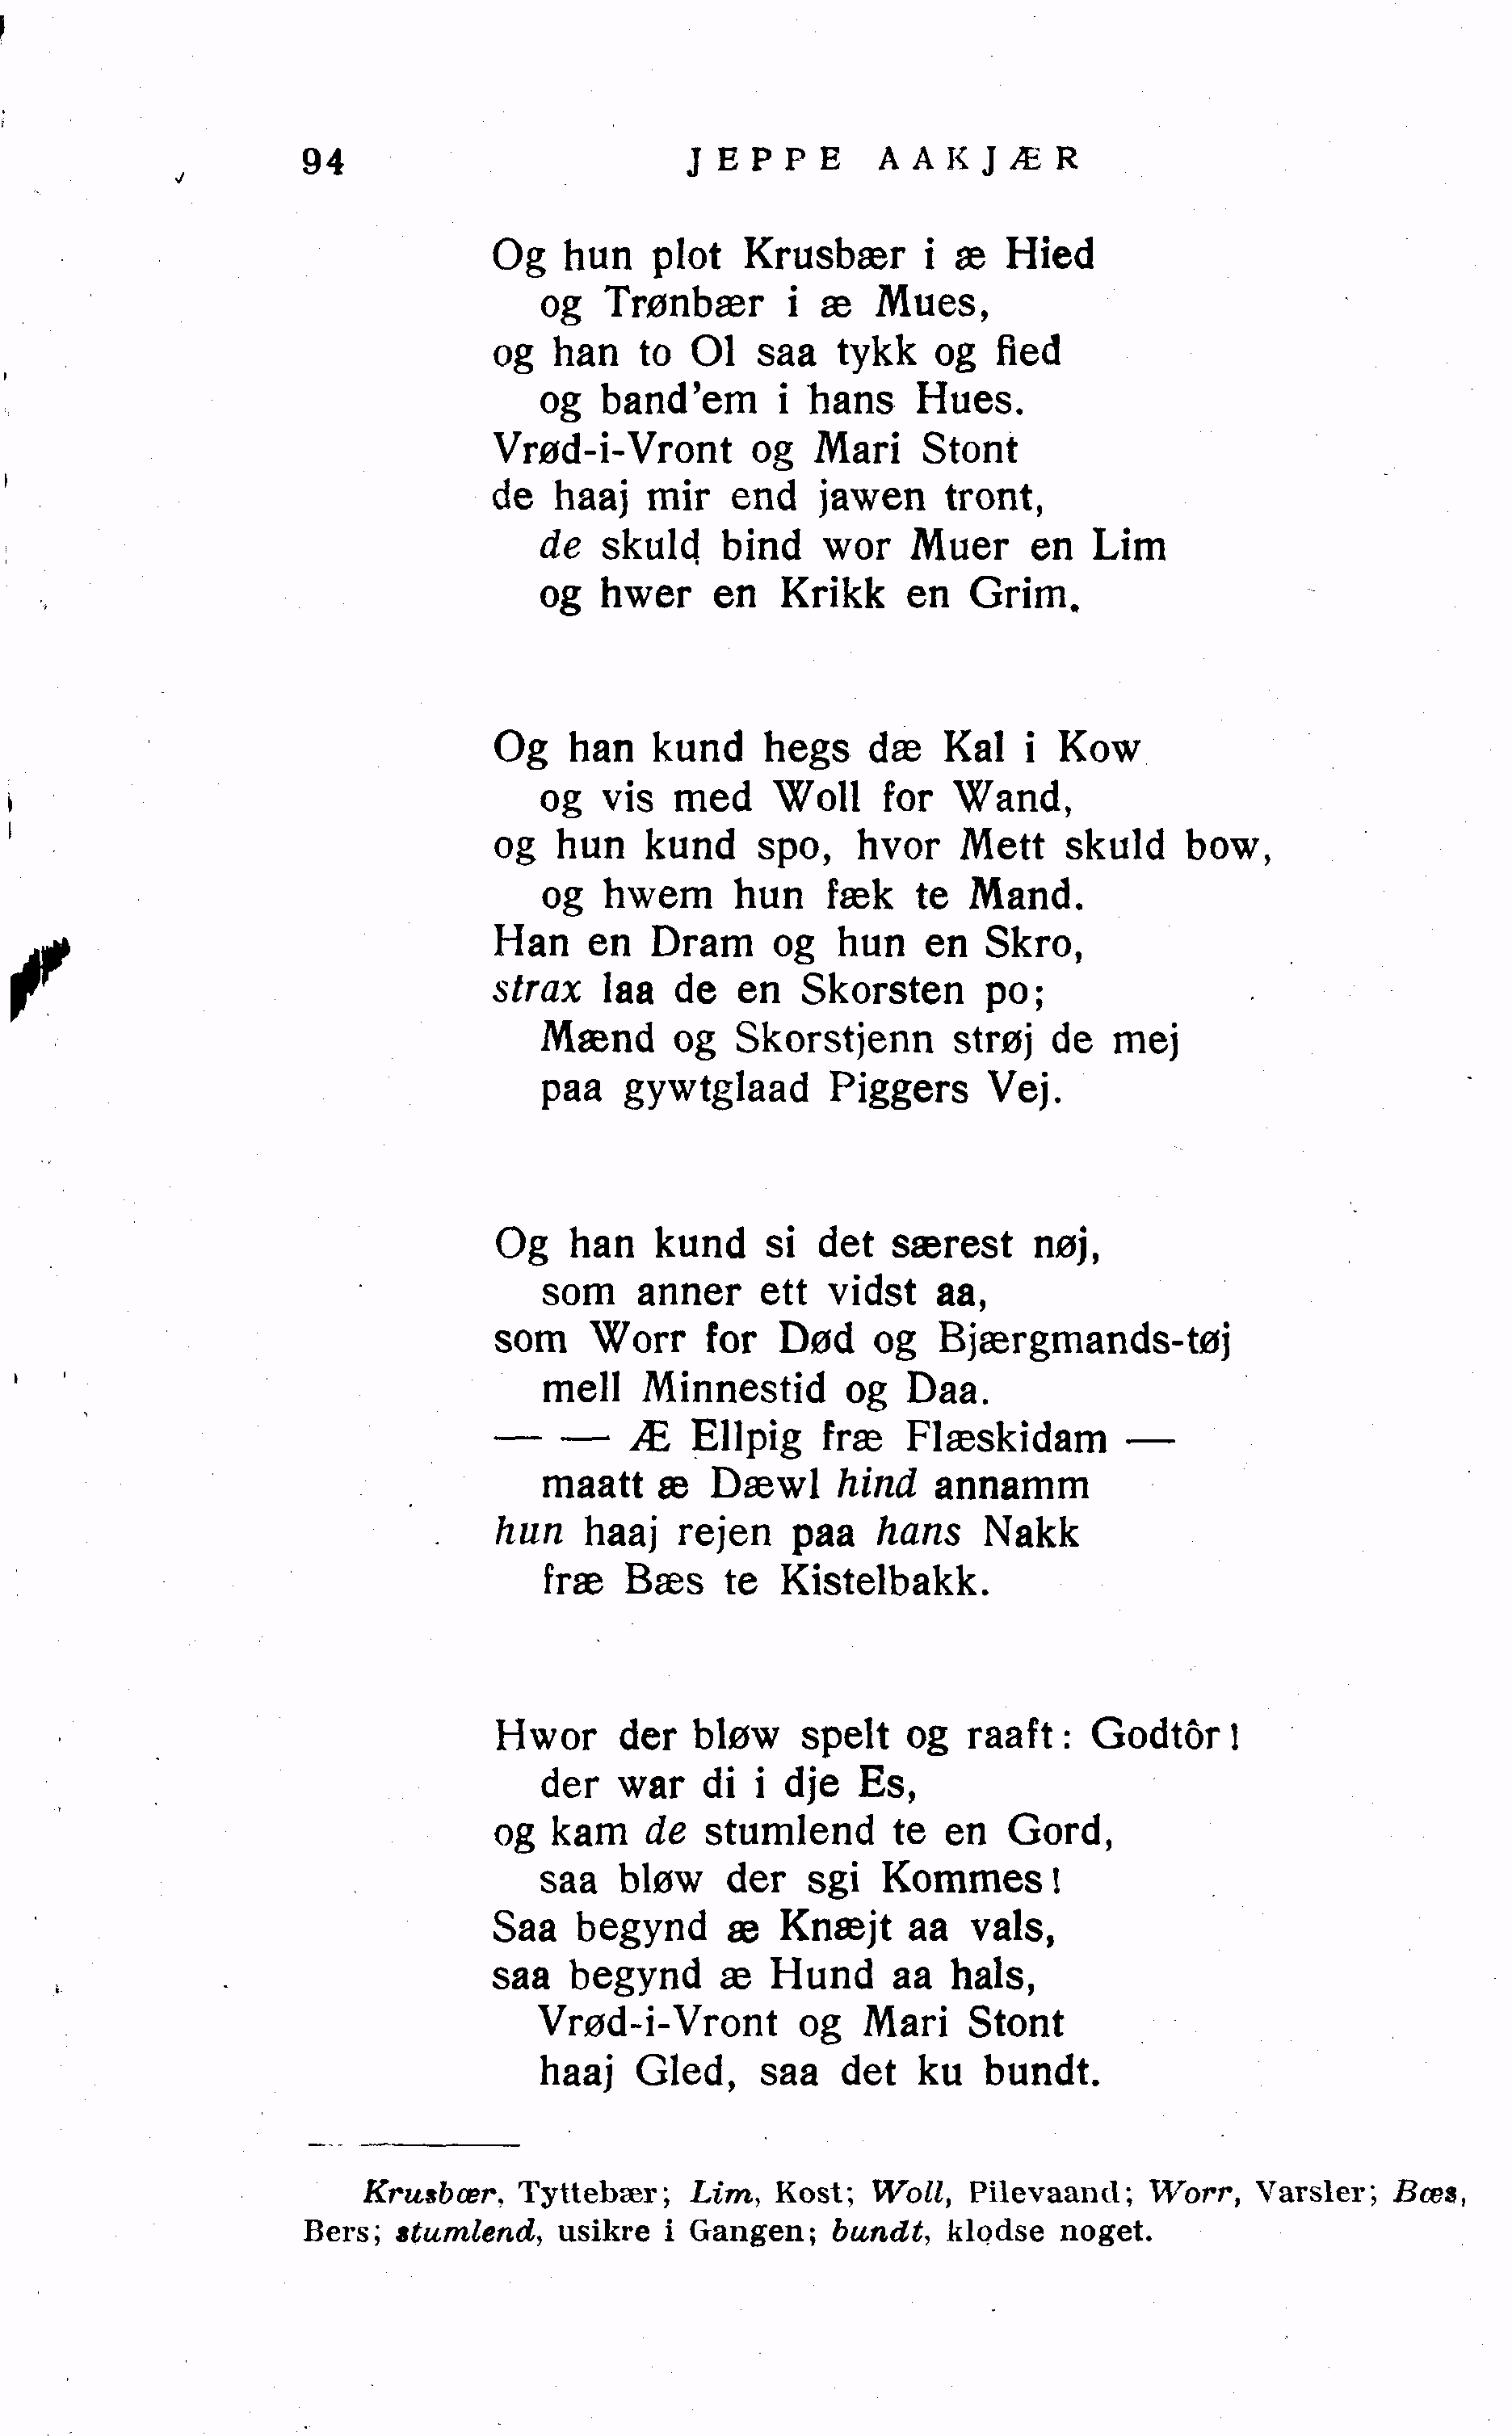 94 JEPPE AAKJÆR
Og hun plot Krusbær i æ Hied
og Trønbær i æ Mues,
og han to Ol saa tykk og fied
og band'em i hans Hues.
Vrød-i-Vront og Mari Stont
de haaj mir end jawen tront,
de skuld bind wor Muer en Lim
og hwer en Krikk en Grim.
Og han kund hegs dæ Kal i Kow
og vis med Woll for Wand,
og hun kund spo, hvor Mett skuld bow,
og hwem hun fæk te Mand.
Han en Dram og hun en Skro,
strax laa de en Skorsten po;
Mænd og Skorstjenn strøj de mej
paa gywtglaad Piggers Vej.
Og han kund si det særest nøj,
som anner ett vidst aa,
som Worr for Død og Bjærgmands-tøj
mell Minnestid og Daa.
— — Æ Ellpig fræ Flæskidam —
maatt æ Dæwl hind annamm
hun haaj rejen paa hans Nakk
fræ Bæs te Kistelbakk.
Hwor der bløw spelt og raaft: Godtôr!
der war di i dje Es,
og kam de stumlend te en Gord,
saa bløw der sgi Kommes!
Saa begynd æ Knæjt aa vals,
saa begynd æ Hund aa hals,
Vrød-i-Vront og Mari Stont
haaj Gled, saa det ku bundt.
Krusbær, Tyttebær; Lim, Kost; Woll, Pilevaand; Worr, Varsler; Bæs,
Bers; stumlend, usikre i Gangen; bundt, klodse noget.